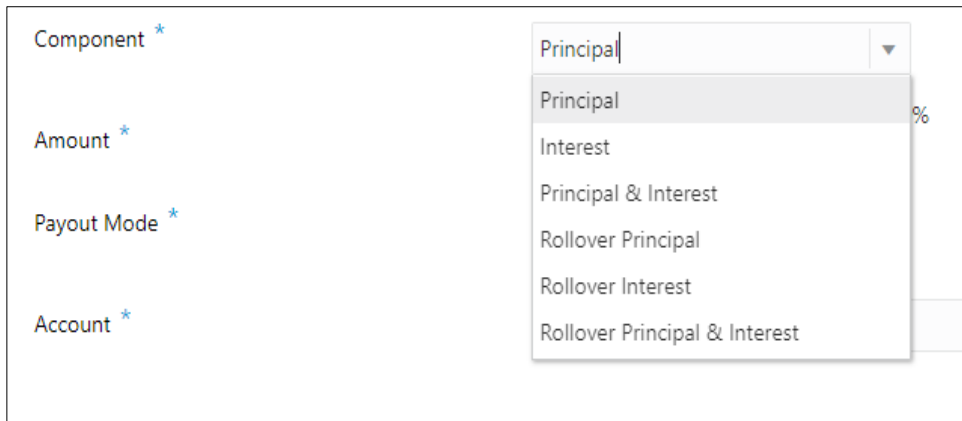 Component *
Principal
Principal
%
Amount *
Interest
Principal & Interest
Payout Mode *
Rollover Principal
Rollover Interest
Account *
Rollover Principal & Interest